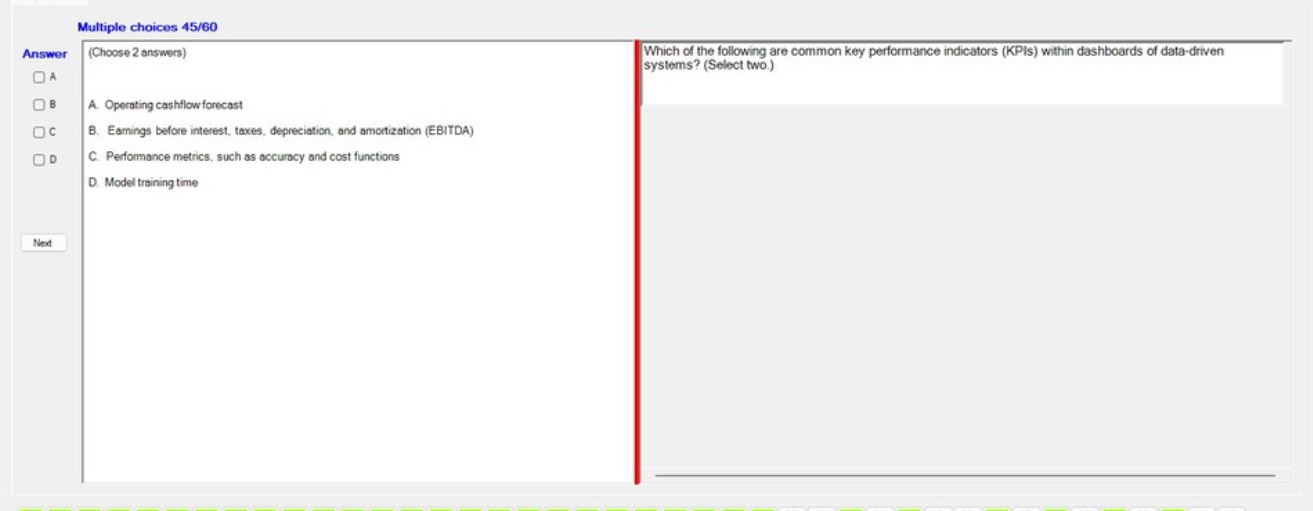 Multiple choices 45/60
Answer
A
B
C
D
Next
(Choose 2 answers)
A. Operating cashflow forecast
B. Earnings before interest, taxes, depreciation, and amortization (EBITDA)
C. Performance metrics, such as accuracy and cost functions
D. Model training time
Which of the following are common key performance indicators (KPIs) within dashboards of data-driven
systems? (Select two.)